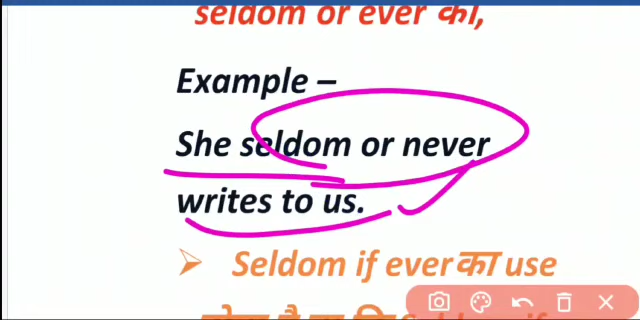 seldom or ever का,
Example –
She seldom or never
writes to us.
➤ Seldom if ever का use